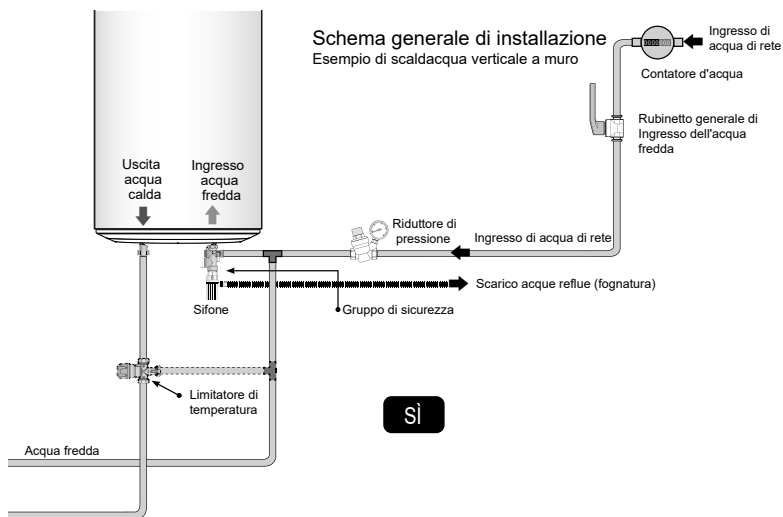 Schema generale di installazione
Esempio di scaldacqua verticale a muro
Ingresso di
acqua di rete
Contatore d'acqua
Rubinetto generale di
Ingresso dell'acqua
fredda
Uscita
acqua
calda
Ingresso
acqua
fredda
Riduttore di
pressione
Ingresso di acqua di rete
Scarico acque reflue (fognatura)
Sifone
Gruppo di sicurezza
Limitatore di
temperatura
SÌ
Acqua fredda